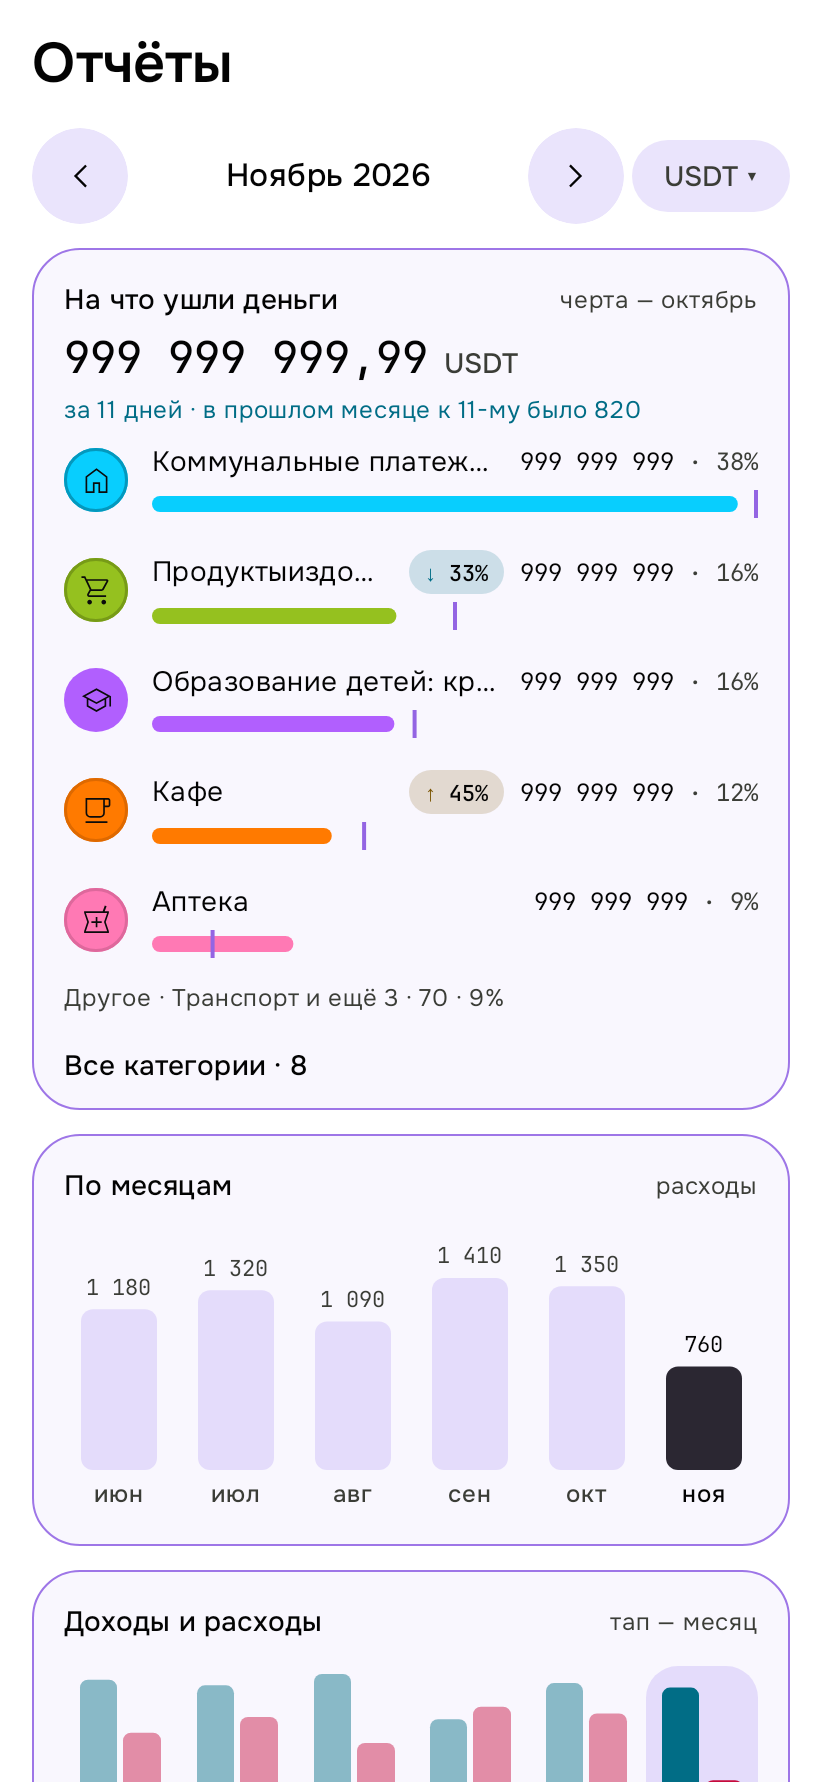 Отчёты
Ноябрь 2026 USDT ▾
На что ушли деньги черта — октябрь
999 999 999,99 USDT
за 11 дней · в прошлом месяце к 11-му было 820
Коммунальные платеж... 999 999 999 · 38%
Продуктыиздо... ↓ 33% 999 999 999 · 16%
Образование детей: кр... 999 999 999 · 16%
Кафе ↑ 45% 999 999 999 · 12%
Аптека 999 999 999 · 9%
Другое · Транспорт и ещё 3 · 70 · 9%
Все категории · 8
По месяцам расходы
1 180 1 320 1 090 1 410 1 350 760
июн июл авг сен окт ноя
Доходы и расходы тап — месяц